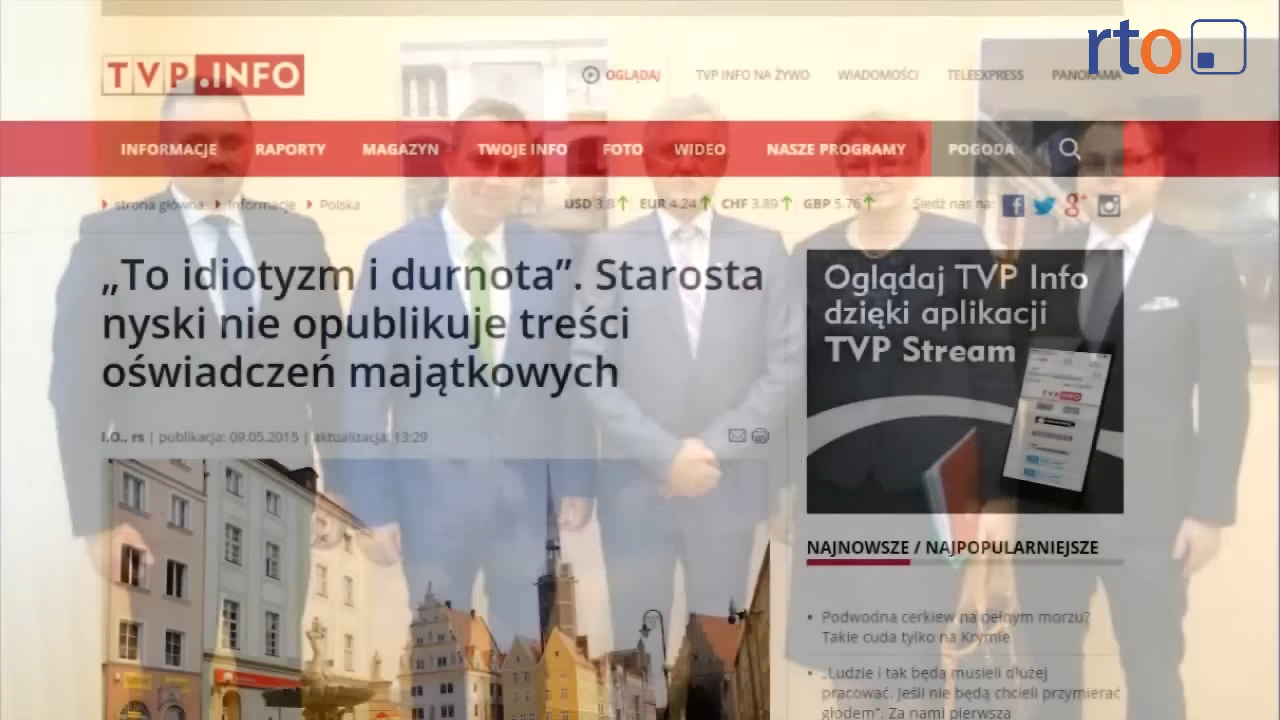 rto
TVP.INFO
OGLĄDAJ TVP INFO NA ŻYWO WIADOMOŚCI TELEEXPRESS PANORAMA
INFORMACJE RAPORTY MAGAZYN TWOJE INFO FOTO WIDEO NASZE PROGRAMY POGODA
strona główna Informacje Polska
USD 3.8 EUR 4.24 CHF 3.89 GBP 5.76 Śledź nas na:
„To idiotyzm i durnota”. Starosta
nyski nie opublikuje treści
oświadczeń majątkowych
I.O., rs | publikacja: 09.05.2015 | aktualizacja: 13:29
Oglądaj TVP Info
dzięki aplikacji
TVP Stream
TVP.INFO
NAJNOWSZE / NAJPOPULARNIEJSZE
Podwodna cerkiew na pełnym morzu?
Takie cuda tylko na Krymie
„Ludzie i tak będą musieli dłużej
pracować. Jeśli nie będą chcieli przymierać
głodem”. Za nami pierwsza